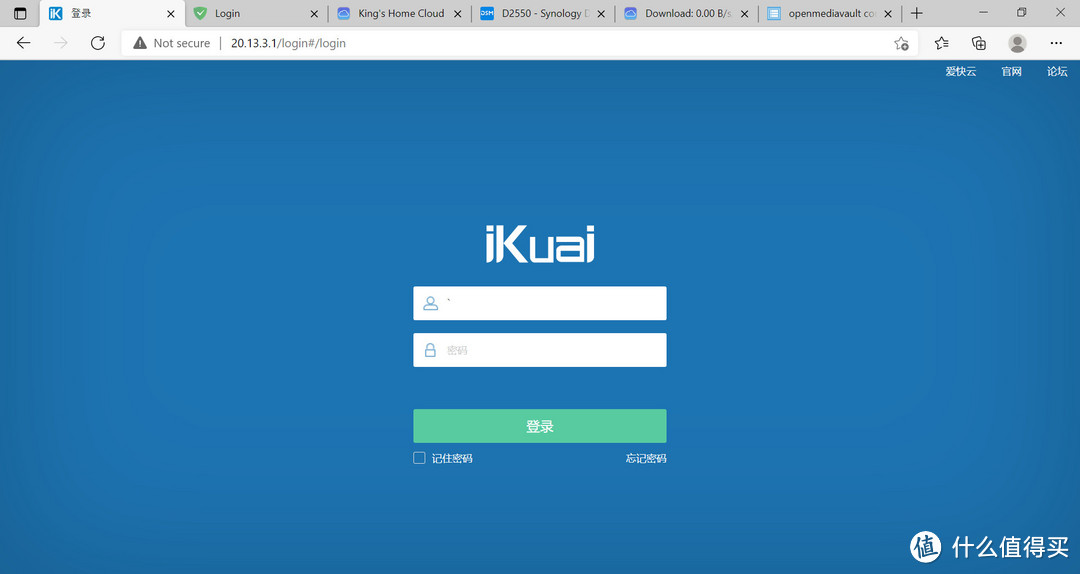 iK 登录 Login King's Home Cloud DSM D2550 - Synology D Download: 0.00 B/s openmediavault co
Not secure 20.13.3.1/login#/login
爱快云 官网 论坛
iKuai
`
密码
登录
记住密码 忘记密码
值 什么值得买